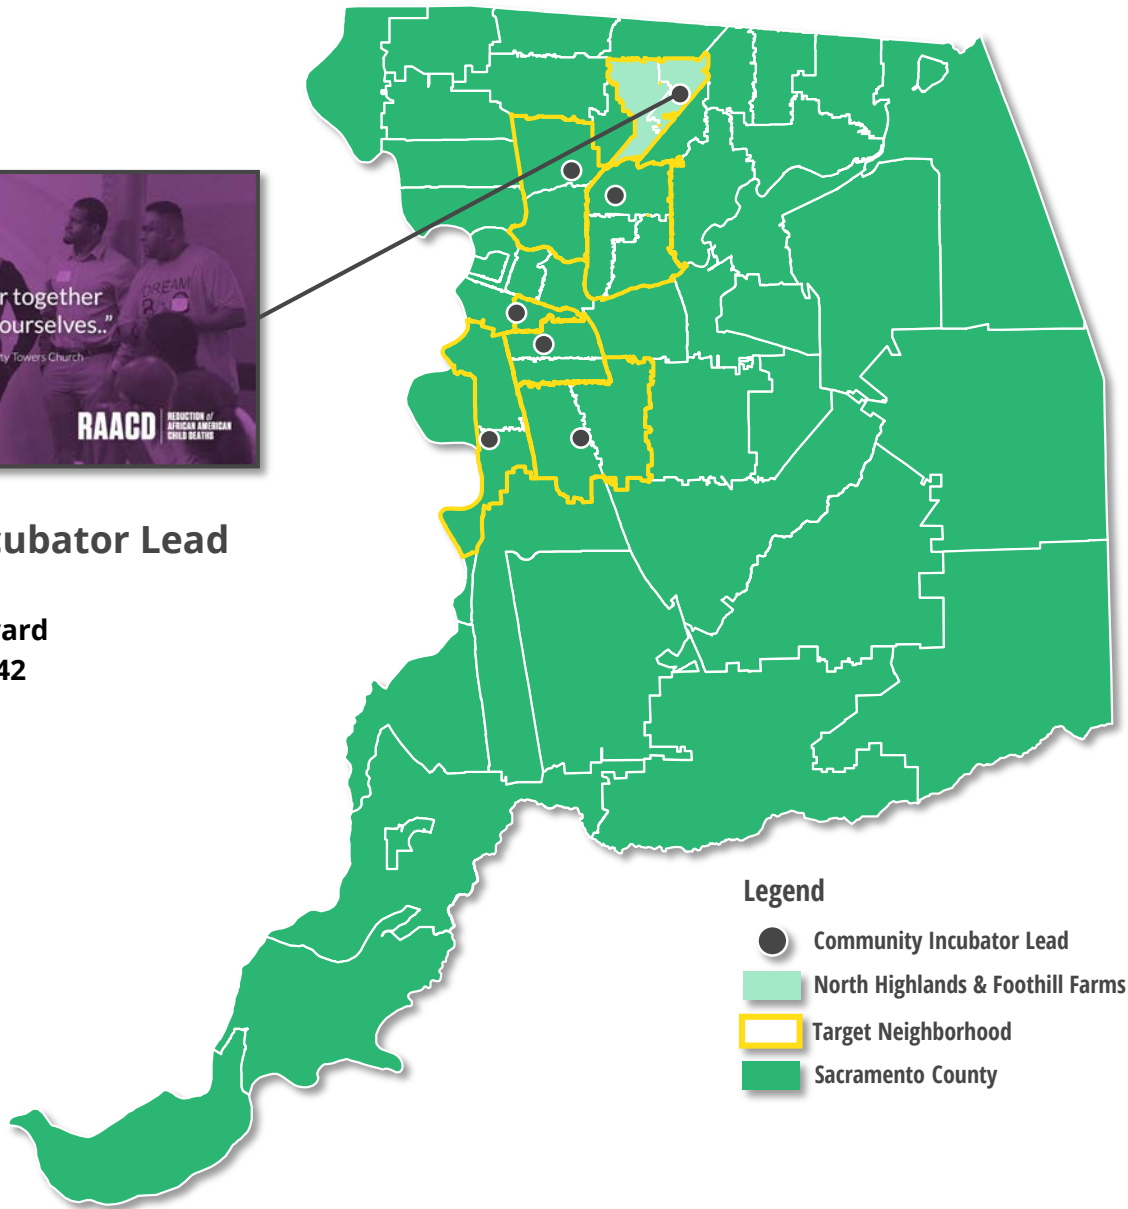 r together
ourselves.."
ty Towers Church
DREAM
RAACD
REDUCTION of
AFRICAN AMERICAN
CHILD DEATHS
cubator Lead
ard
42
Legend
Community Incubator Lead
North Highlands & Foothill Farms
Target Neighborhood
Sacramento County